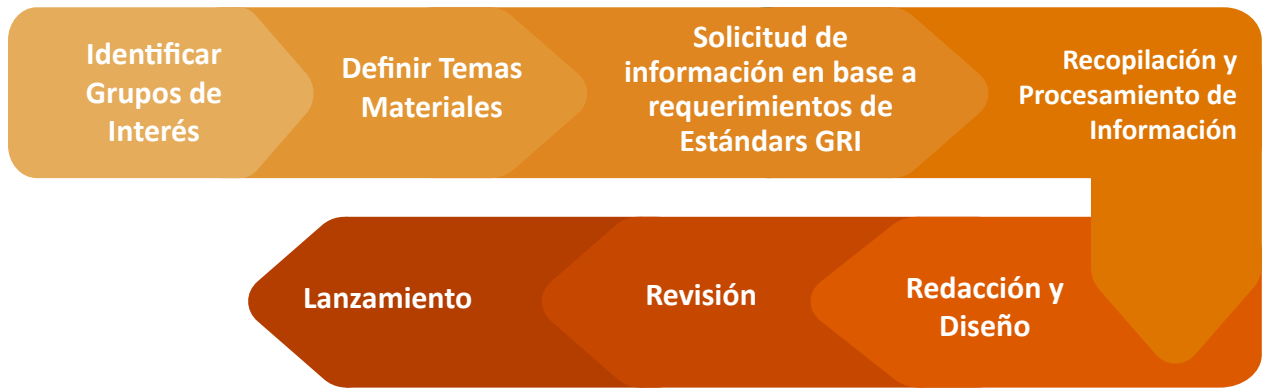 Identificar
Grupos de
Interés
Definir Temas
Materiales
Solicitud de
información en base a
requerimientos de
Estándars GRI
Recopilación y
Procesamiento de
Información
Redacción y
Diseño
Revisión
Lanzamiento